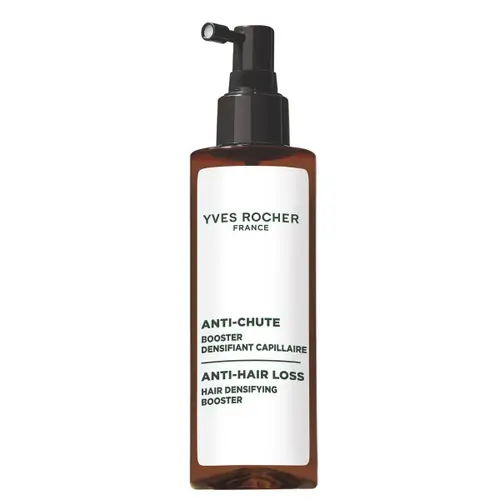 YVES ROCHER
FRANCE
ANTI-CHUTE
BOOSTER
DENSIFIANT CAPILLAIRE
ANTI-HAIR LOSS
HAIR DENSIFYING
BOOSTER